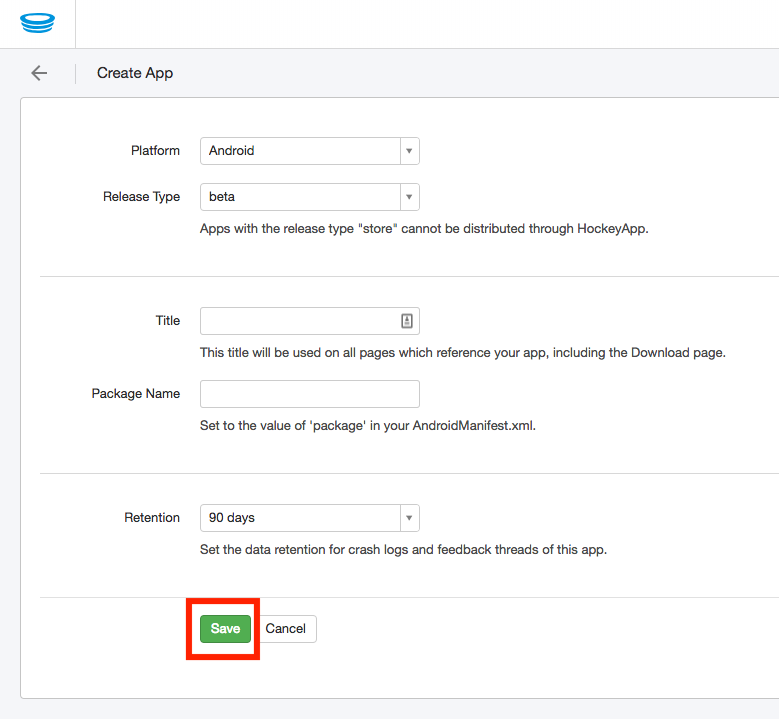 Create App
Platform Android
Release Type beta
Apps with the release type "store" cannot be distributed through HockeyApp.
Title
This title will be used on all pages which reference your app, including the Download page.
Package Name
Set to the value of 'package' in your AndroidManifest.xml.
Retention 90 days
Set the data retention for crash logs and feedback threads of this app.
Save Cancel